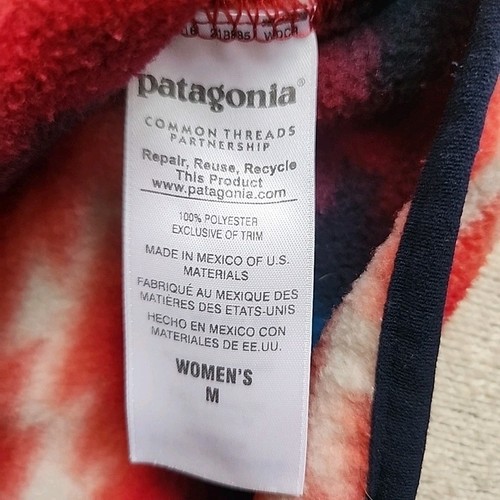 patagonia®
COMMON THREADS
PARTNERSHIP
Repair, Reuse, Recycle
This Product
www.patagonia.com
100% POLYESTER
EXCLUSIVE OF TRIM
MADE IN MEXICO OF U.S.
MATERIALS
FABRIQUÉ AU MEXIQUE DES
MATIÈRES DES ETATS-UNIS
HECHO EN MEXICO CON
MATERIALES DE EE.UU.
WOMEN'S
M